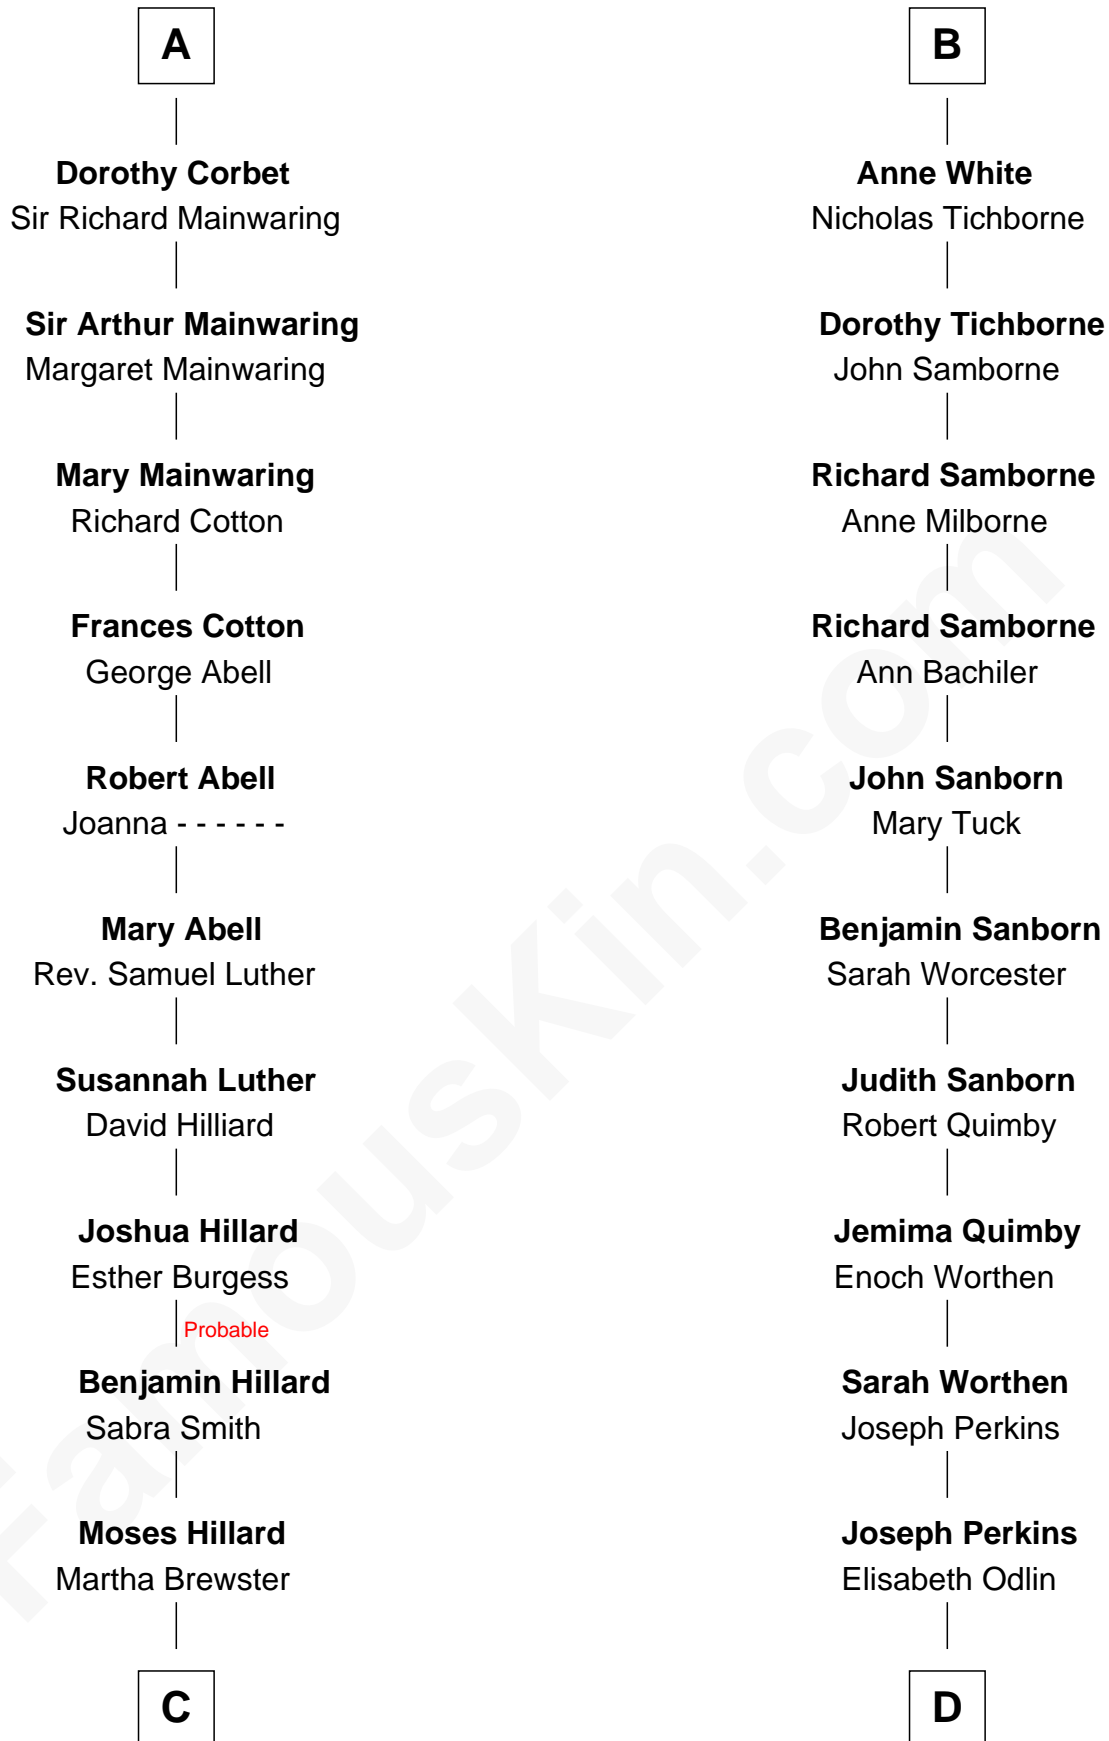 A
Dorothy Corbet
Sir Richard Mainwaring
Sir Arthur Mainwaring
Margaret Mainwaring
Mary Mainwaring
Richard Cotton
Frances Cotton
George Abell
Robert Abell
Joanna - - - - - -
Mary Abell
Rev. Samuel Luther
Susannah Luther
David Hilliard
Joshua Hillard
Esther Burgess
Probable
Benjamin Hillard
Sabra Smith
Moses Hillard
Martha Brewster
C
B
Anne White
Nicholas Tichborne
Dorothy Tichborne
John Samborne
Richard Samborne
Anne Milborne
Richard Samborne
Ann Bachiler
John Sanborn
Mary Tuck
Benjamin Sanborn
Sarah Worcester
Judith Sanborn
Robert Quimby
Jemima Quimby
Enoch Worthen
Sarah Worthen
Joseph Perkins
Joseph Perkins
Elisabeth Odlin
D
FamousKin.com